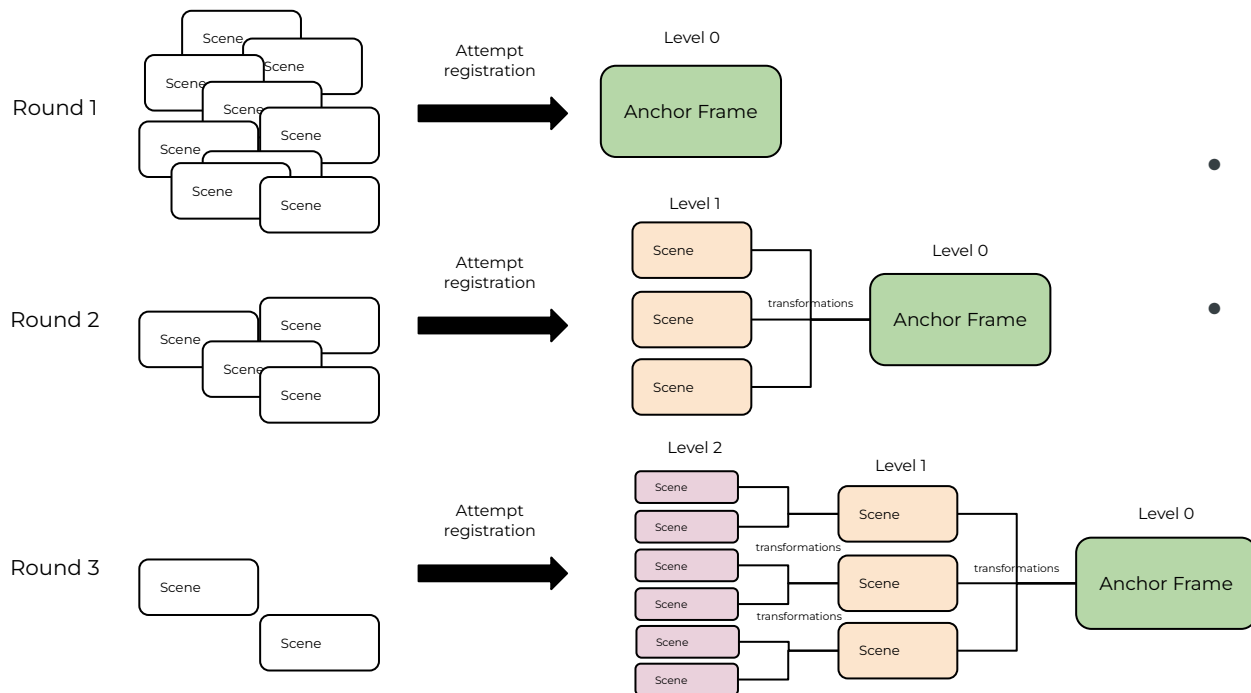 Round 1
Scene
Scene
Scene
Scene
Scene
Scene
Scene
Scene
Attempt
registration
Level 0
Anchor Frame
Round 2
Scene
Scene
Scene
Scene
Attempt
registration
Level 1
Scene
Scene
Scene
transformations
Level 0
Anchor Frame
Round 3
Scene
Scene
Attempt
registration
Level 2
Scene
Scene
Scene
Scene
Scene
Scene
transformations
transformations
Level 1
Scene
Scene
Scene
transformations
Level 0
Anchor Frame